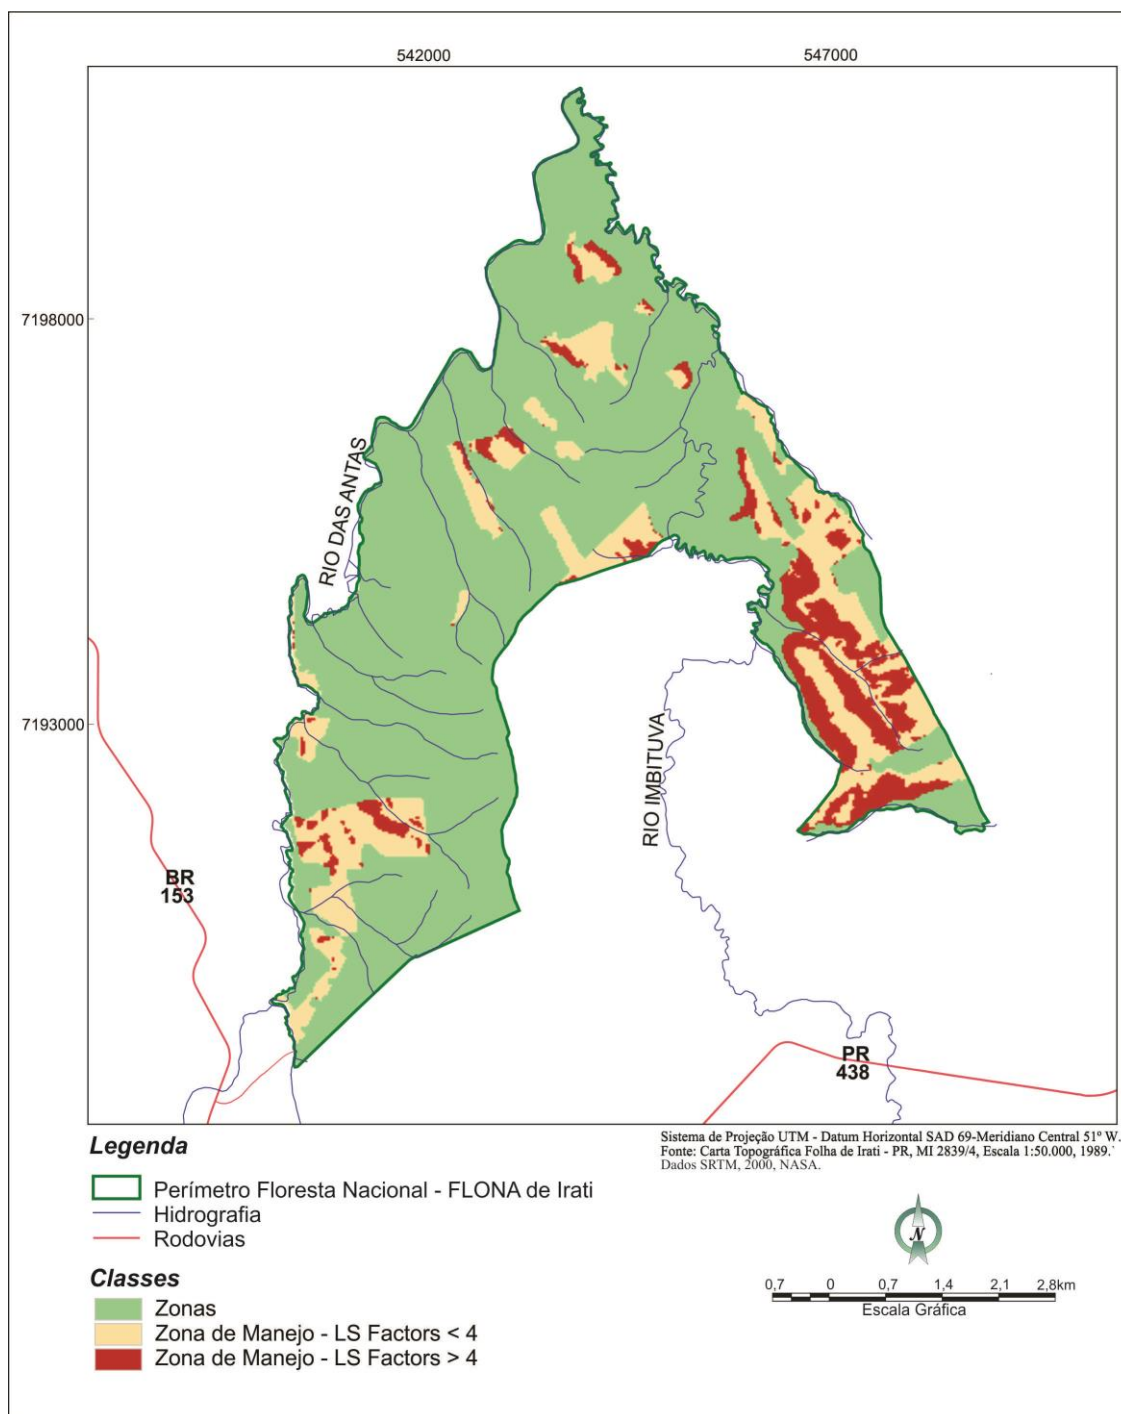 542000
547000
7198000
RIO DAS ANTAS
7193000
RIO IMBITUVA
BR
153
PR
438
Legenda
Perímetro Floresta Nacional - FLONA de Irati
Hidrografia
Rodovias
Classes
Zonas
Zona de Manejo - LS Factors < 4
Zona de Manejo - LS Factors > 4
Sistema de Projeção UTM - Datum Horizontal SAD 69-Meridiano Central 51º W.
Fonte: Carta Topográfica Folha de Irati - PR, MI 2839/4, Escala 1:50.000, 1989.
Dados SRTM, 2000, NASA.
N
0,7 0 0,7 1,4 2,1 2,8km
Escala Gráfica